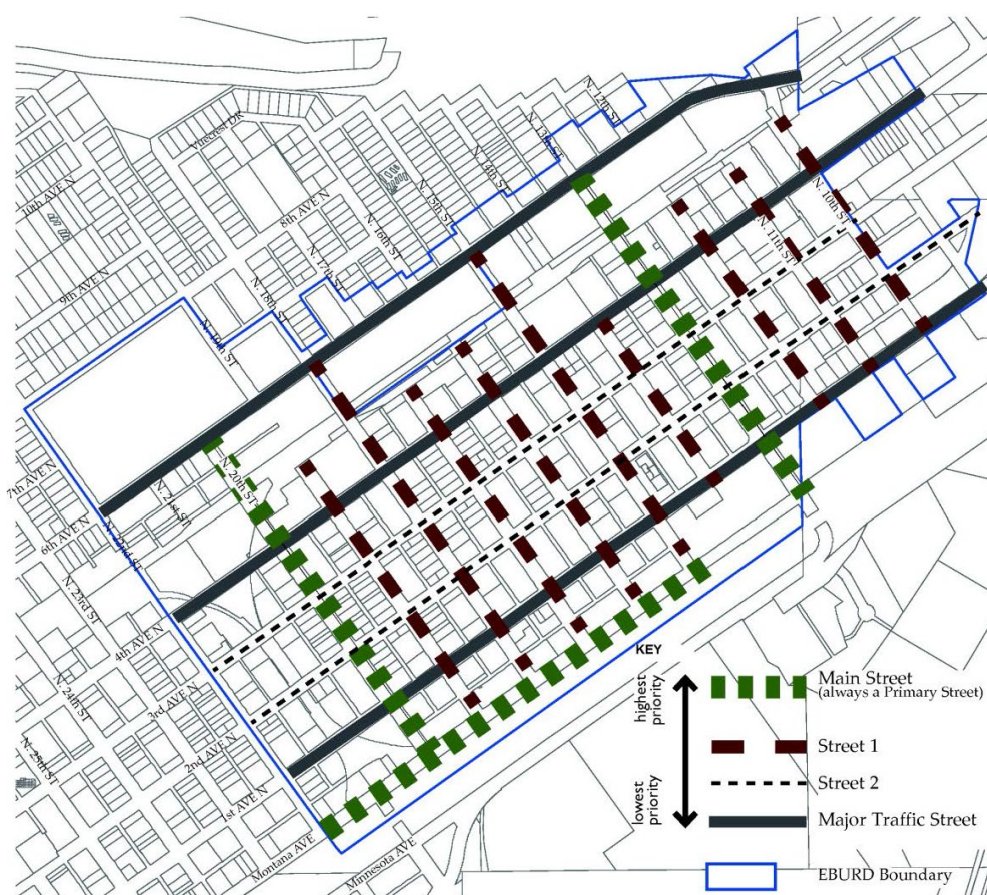 N. 12th ST
N. 13th ST
N. 14th ST
N. 15th ST
N. 16th ST
N. 17th ST
N. 18th ST
N. 19th ST
Yucrest DR
10th AVE N
9th AVE N
8th AVE N
N. 10th ST
N. 11th ST
7th AVE N
6th AVE N
N. 20th ST
N. 21st ST
N. 22nd ST
N. 23rd ST
N. 24th ST
N. 25th ST
4th AVE N
3rd AVE N
2nd AVE N
1st AVE N
Montana AVE
Minnesota AVE
KEY
highest
priority
lowest
priority
Main Street
(always a Primary Street)
Street 1
Street 2
Major Traffic Street
EBURD Boundary